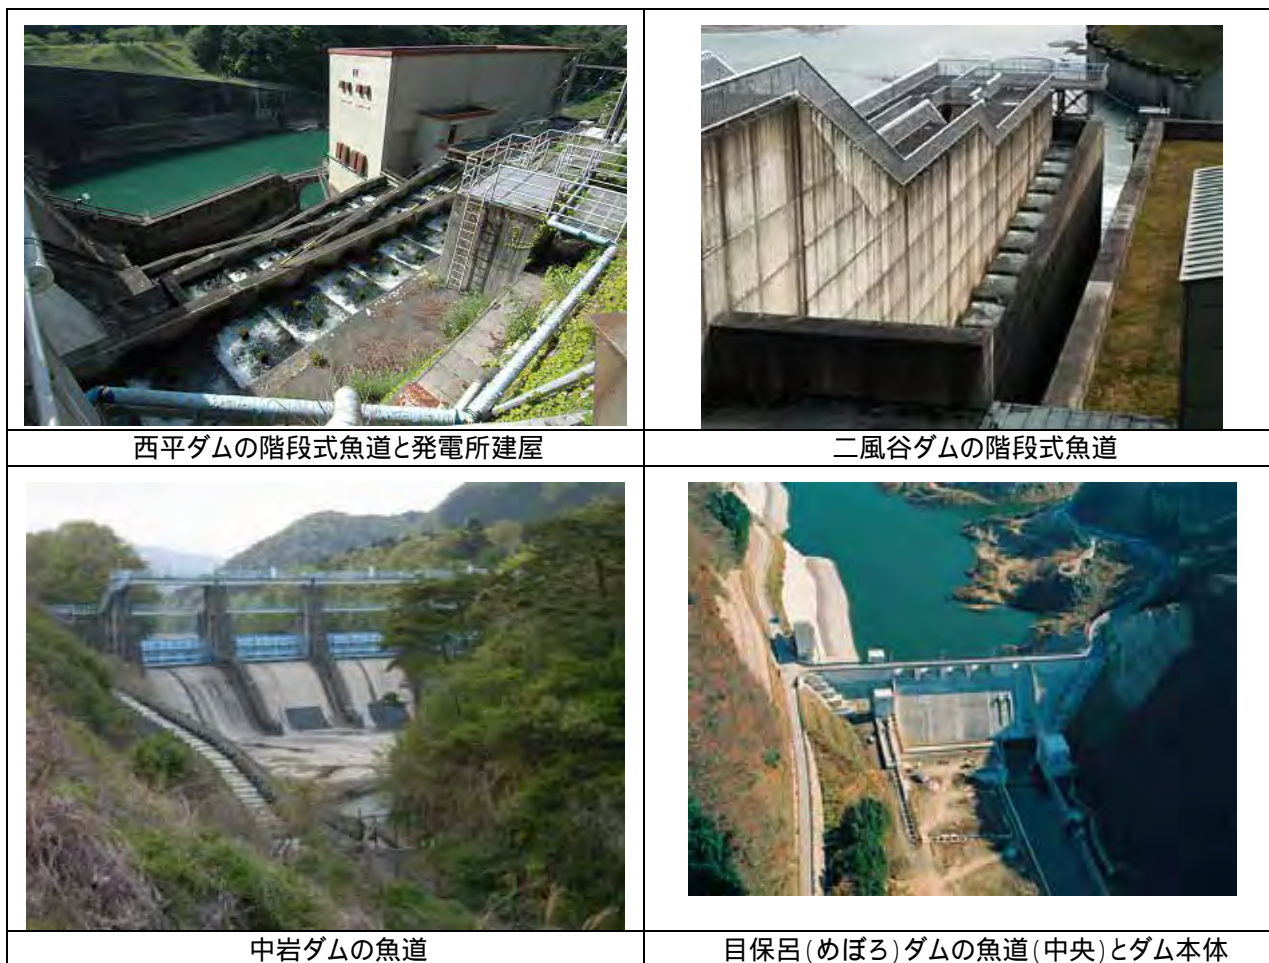 西平ダムの階段式魚道と発電所建屋
二風谷ダムの階段式魚道
中岩ダムの魚道
目保呂(めぼろ)ダムの魚道(中央)とダム本体